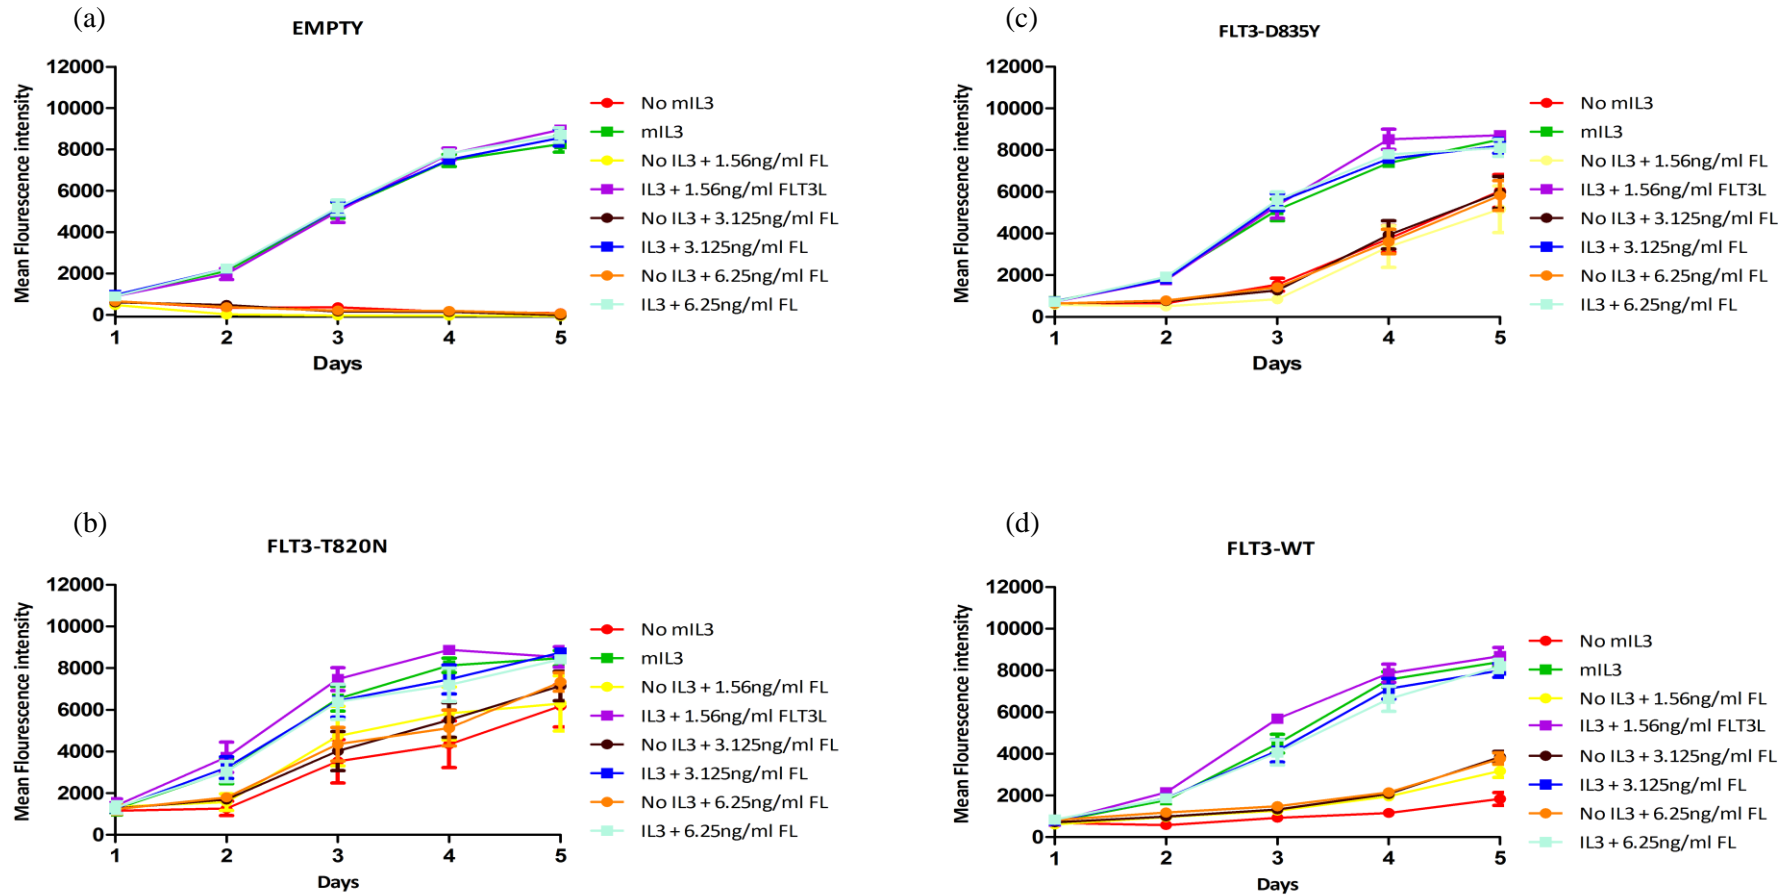 (a)
EMPTY
Mean Flourescence intensity
12000
10000
8000
6000
4000
2000
0
1 2 3 4 5
Days
No mIL3
mIL3
No IL3 + 1.56ng/ml FL
IL3 + 1.56ng/ml FLT3L
No IL3 + 3.125ng/ml FL
IL3 + 3.125ng/ml FL
No IL3 + 6.25ng/ml FL
IL3 + 6.25ng/ml FL
(c)
FLT3-D835Y
Mean Flourescence intensity
12000
10000
8000
6000
4000
2000
0
1 2 3 4 5
Days
No mIL3
mIL3
No IL3 + 1.56ng/ml FL
IL3 + 1.56ng/ml FLT3L
No IL3 + 3.125ng/ml FL
IL3 + 3.125ng/ml FL
No IL3 + 6.25ng/ml FL
IL3 + 6.25ng/ml FL
(b)
FLT3-T820N
Mean Flourescence intensity
12000
10000
8000
6000
4000
2000
0
1 2 3 4 5
Days
No mIL3
mIL3
No IL3 + 1.56ng/ml FL
IL3 + 1.56ng/ml FLT3L
No IL3 + 3.125ng/ml FL
IL3 + 3.125ng/ml FL
No IL3 + 6.25ng/ml FL
IL3 + 6.25ng/ml FL
(d)
FLT3-WT
Mean Flourescence intensity
12000
10000
8000
6000
4000
2000
0
1 2 3 4 5
Days
No mIL3
mIL3
No IL3 + 1.56ng/ml FL
IL3 + 1.56ng/ml FLT3L
No IL3 + 3.125ng/ml FL
IL3 + 3.125ng/ml FL
No IL3 + 6.25ng/ml FL
IL3 + 6.25ng/ml FL